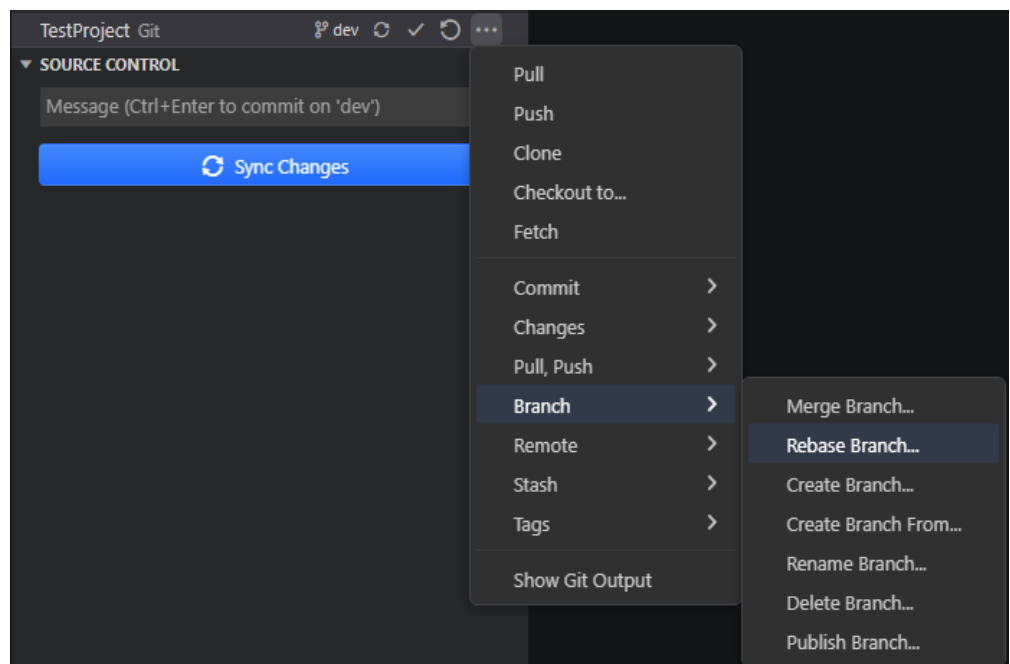 TestProject Git dev
SOURCE CONTROL
Message (Ctrl+Enter to commit on 'dev')
Sync Changes
Pull
Push
Clone
Checkout to...
Fetch
Commit
Changes
Pull, Push
Branch
Remote
Stash
Tags
Show Git Output
Merge Branch...
Rebase Branch...
Create Branch...
Create Branch From...
Rename Branch...
Delete Branch...
Publish Branch...